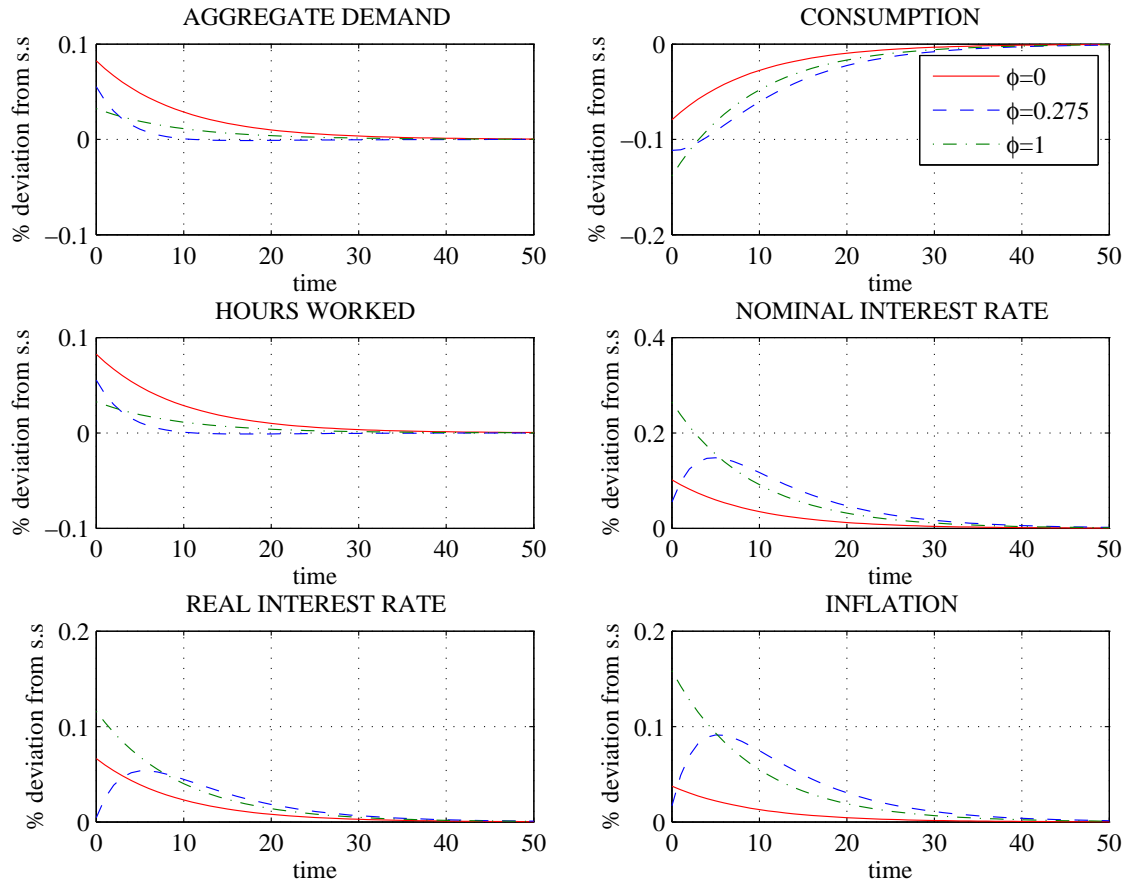 AGGREGATE DEMAND
% deviation from s.s
0.1
0
−0.1
0 10 20 30 40 50
time
CONSUMPTION
% deviation from s.s
0
−0.1
−0.2
0 10 20 30 40 50
time
ϕ=0
ϕ=0.275
ϕ=1
HOURS WORKED
% deviation from s.s
0.1
0
−0.1
0 10 20 30 40 50
time
NOMINAL INTEREST RATE
% deviation from s.s
0.4
0.2
0
0 10 20 30 40 50
time
REAL INTEREST RATE
% deviation from s.s
0.2
0.1
0
0 10 20 30 40 50
time
INFLATION
% deviation from s.s
0.2
0.1
0
0 10 20 30 40 50
time